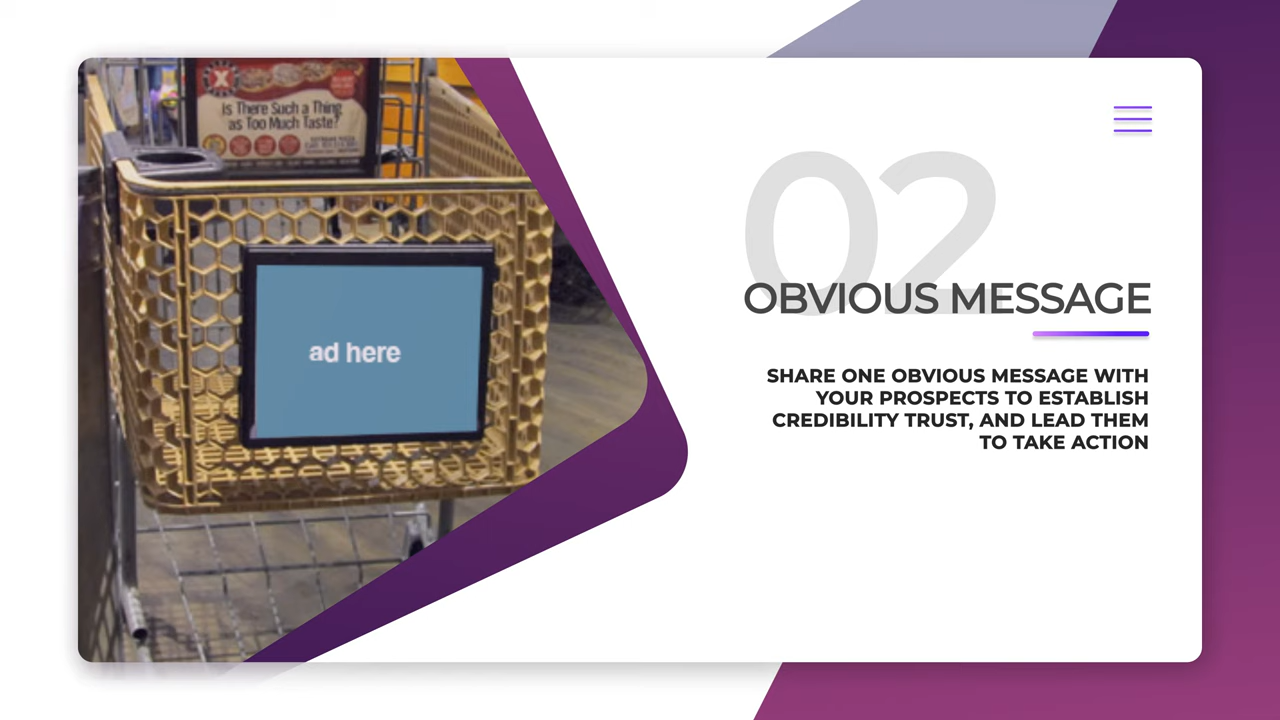 X
Is There Such a Thing
as Too Much Taste?
ad here
02
OBVIOUS MESSAGE
SHARE ONE OBVIOUS MESSAGE WITH
YOUR PROSPECTS TO ESTABLISH
CREDIBILITY TRUST, AND LEAD THEM
TO TAKE ACTION